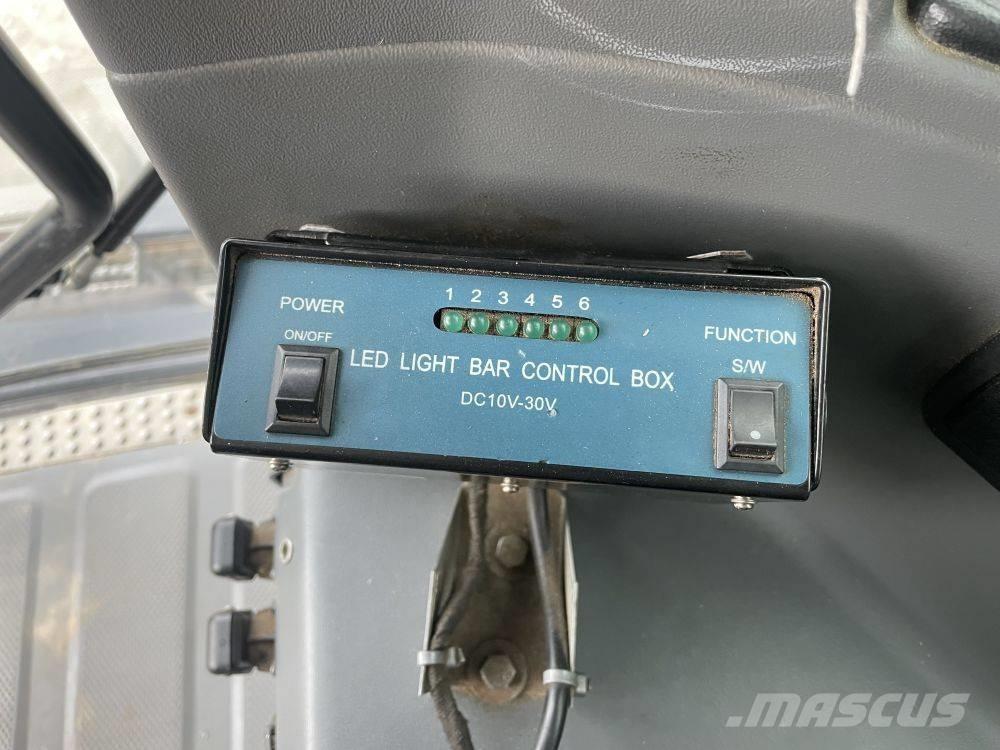 1 2 3 4 5 6
POWER
ON/OFF
FUNCTION
S/W
LED LIGHT BAR CONTROL BOX
DC10V-30V
MASCUS